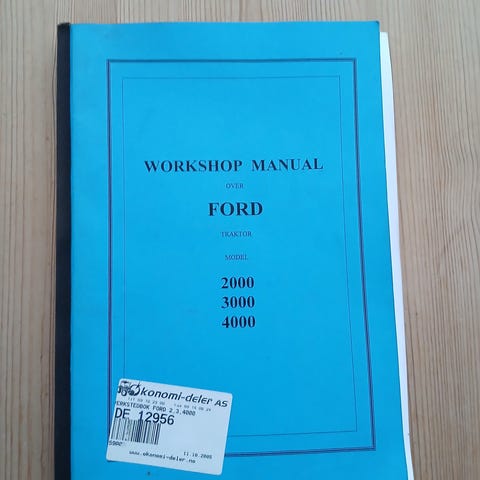 WORKSHOP MANUAL
OVER
FORD
TRAKTOR
MODEL
2000
3000
4000
Økonomi-deler AS
VERKSTEDBOK FORD 2,3,4000
DE 12956
11.10.2005
www.okonomi-deler.no